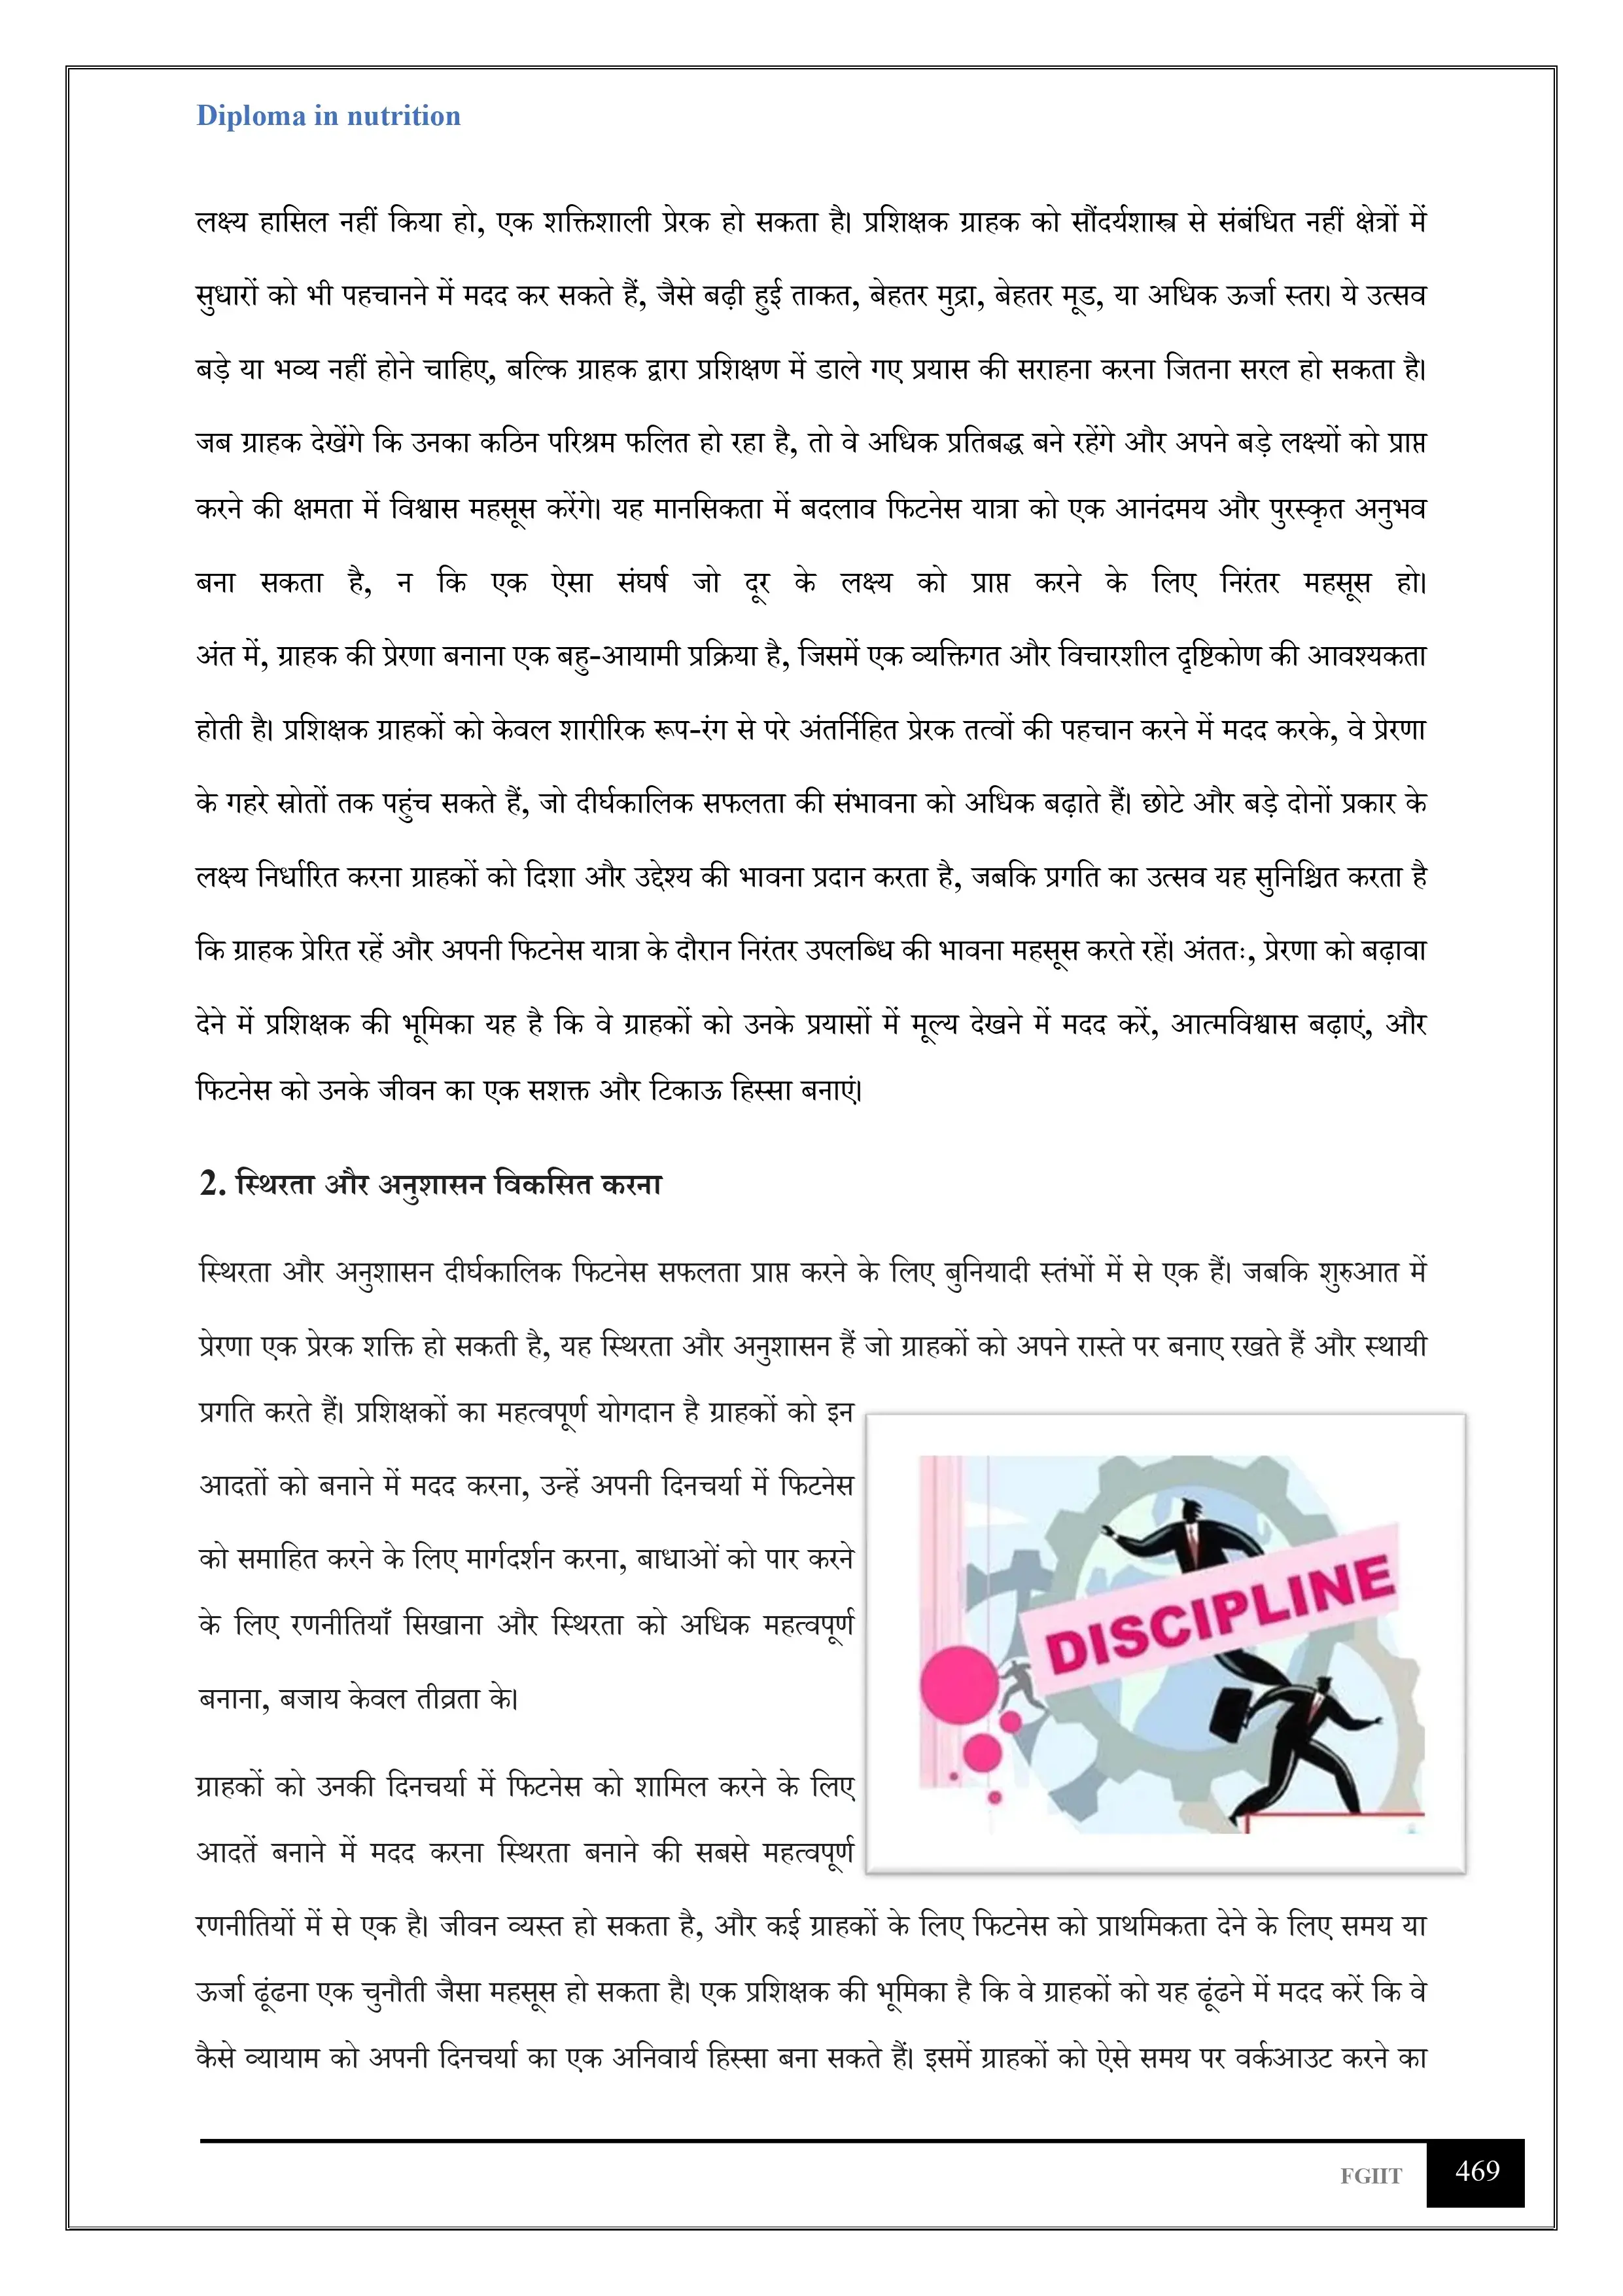 Diploma in nutrition
लक्ष्य हासिल नहीं किया हो, एक शक्तिशाली प्रेरक हो सकता है। प्रशिक्षक ग्राहक को सौंदर्यशास्त्र से संबंधित नहीं क्षेत्रों में
सुधारों को भी पहचानने में मदद कर सकते हैं, जैसे बढ़ी हुई ताकत, बेहतर मुद्रा, बेहतर मूड, या अधिक ऊर्जा स्तर। ये उत्सव
बड़े या भव्य नहीं होने चाहिए, बल्कि ग्राहक द्वारा प्रशिक्षण में डाले गए प्रयास की सराहना करना जितना सरल हो सकता है।
जब ग्राहक देखेंगे कि उनका कठिन परिश्रम फलित हो रहा है, तो वे अधिक प्रतिबद्ध बने रहेंगे और अपने बड़े लक्ष्यों को प्राप्त
करने की क्षमता में विश्वास महसूस करेंगे। यह मानसिकता में बदलाव फिटनेस यात्रा को एक आनंदमय और पुरस्कृत अनुभव
बना सकता है, न कि एक ऐसा संघर्ष जो दूर के लक्ष्य को प्राप्त करने के लिए निरंतर महसूस हो।
अंत में, ग्राहक की प्रेरणा बनाना एक बहु-आयामी प्रक्रिया है, जिसमें एक व्यक्तिगत और विचारशील दृष्टिकोण की आवश्यकता
होती है। प्रशिक्षक ग्राहकों को केवल शारीरिक रूप-रंग से परे अंतर्निहित प्रेरक तत्वों की पहचान करने में मदद करके, वे प्रेरणा
के गहरे स्रोतों तक पहुंच सकते हैं, जो दीर्घकालिक सफलता की संभावना को अधिक बढ़ाते हैं। छोटे और बड़े दोनों प्रकार के
लक्ष्य निर्धारित करना ग्राहकों को दिशा और उद्देश्य की भावना प्रदान करता है, जबकि प्रगति का उत्सव यह सुनिश्चित करता है
कि ग्राहक प्रेरित रहें और अपनी फिटनेस यात्रा के दौरान निरंतर उपलब्धि की भावना महसूस करते रहें। अंततः, प्रेरणा को बढ़ावा
देने में प्रशिक्षक की भूमिका यह है कि वे ग्राहकों को उनके प्रयासों में मूल्य देखने में मदद करें, आत्मविश्वास बढ़ाएं, और
फिटनेस को उनके जीवन का एक सशक्त और टिकाऊ हिस्सा बनाएं।
2. स्थिरता और अनुशासन विकसित करना
स्थिरता और अनुशासन दीर्घकालिक फिटनेस सफलता प्राप्त करने के लिए बुनियादी स्तंभों में से एक हैं। जबकि शुरुआत में
प्रेरणा एक प्रेरक शक्ति हो सकती है, यह स्थिरता और अनुशासन हैं जो ग्राहकों को अपने रास्ते पर बनाए रखते हैं और स्थायी
प्रगति करते हैं। प्रशिक्षकों का महत्वपूर्ण योगदान है ग्राहकों को इन
आदतों को बनाने में मदद करना, उन्हें अपनी दिनचर्या में फिटनेस
को समाहित करने के लिए मार्गदर्शन करना, बाधाओं को पार करने
के लिए रणनीतियाँ सिखाना और स्थिरता को अधिक महत्वपूर्ण
बनाना, बजाय केवल तीव्रता के।
DISCIPLINE
ग्राहकों को उनकी दिनचर्या में फिटनेस को शामिल करने के लिए
आदतें बनाने में मदद करना स्थिरता बनाने की सबसे महत्वपूर्ण
रणनीतियों में से एक है। जीवन व्यस्त हो सकता है, और कई ग्राहकों के लिए फिटनेस को प्राथमिकता देने के लिए समय या
ऊर्जा ढूंढना एक चुनौती जैसा महसूस हो सकता है। एक प्रशिक्षक की भूमिका है कि वे ग्राहकों को यह ढूंढने में मदद करें कि वे
कैसे व्यायाम को अपनी दिनचर्या का एक अनिवार्य हिस्सा बना सकते हैं। इसमें ग्राहकों को ऐसे समय पर वर्कआउट करने का
FGIIT 469